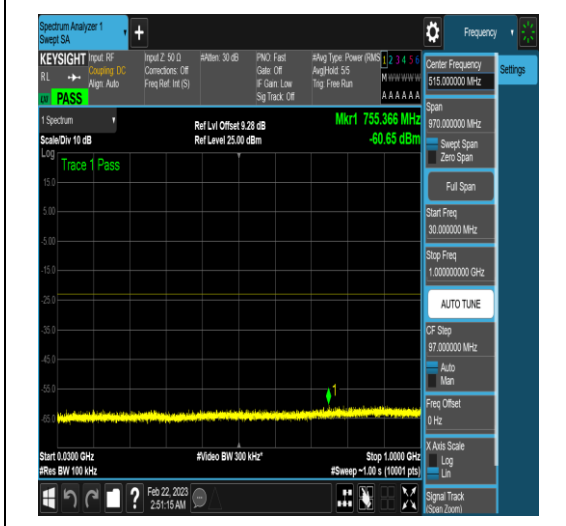 Spectrum Analyzer 1
Swept SA
+
Frequency
KEYSIGHT
RL
PASS
Input: RF
Coupling: DC
Align: Auto
Input Z: 50 Ω
Corrections: Off
Freq Ref: Int (S)
#Atten: 30 dB
PNO: Fast
Gate: Off
IF Gain: Low
Sig Track: Off
#Avg Type: Power (RMS
Avg|Hold: 5/5
Trig: Free Run
1 2 3 4 5 6
M W W W W W
A A A A A A
Center Frequency
515.000000 MHz
Settings
Span
970.000000 MHz
Swept Span
Zero Span
Full Span
Start Freq
30.000000 MHz
Stop Freq
1.000000000 GHz
AUTO TUNE
CF Step
97.000000 MHz
Auto
Man
Freq Offset
0 Hz
X Axis Scale
Log
Lin
Signal Track
(Span Zoom)
1 Spectrum
Scale/Div 10 dB
Ref Lvl Offset 9.28 dB
Ref Level 25.00 dBm
Mkr1 755.366 MHz
-60.65 dBm
Log
Trace 1 Pass
15.0
5.00
-5.00
-15.0
-25.0
-35.0
-45.0
-55.0
-65.0
1
Start 0.0300 GHz
#Res BW 100 kHz
#Video BW 300 kHz*
Stop 1.0000 GHz
#Sweep ~1.00 s (10001 pts)
?
Feb 22, 2023
2:51:15 AM